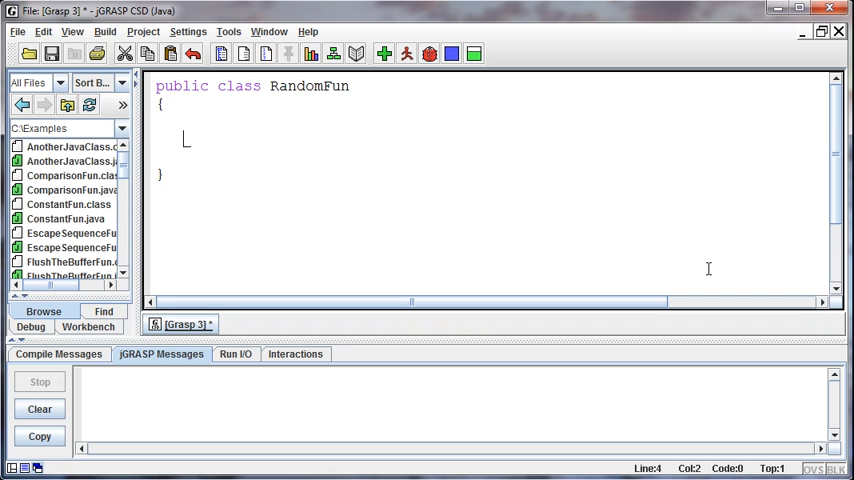 File: [Grasp 3] * - jGRASP CSD (Java)
File Edit View Build Project Settings Tools Window Help
All Files Sort B...
C:\Examples
AnotherJavaClass.c
AnotherJavaClass.ja
ComparisonFun.clas
ComparisonFun.java
ConstantFun.class
ConstantFun.java
EscapeSequenceFu
EscapeSequenceFu
FlushTheBufferFun.c
FlushTheBufferFun.j
Browse Find
Debug Workbench
public class RandomFun
{
}
[Grasp 3] *
Compile Messages jGRASP Messages Run I/O Interactions
Stop
Clear
Copy
Line:4 Col:2 Code:0 Top:1 OVS BLK